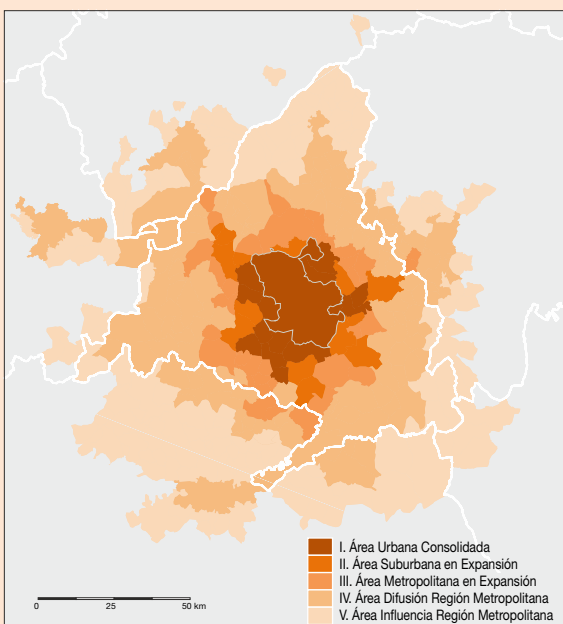 I. Área Urbana Consolidada
II. Área Suburbana en Expansión
III. Área Metropolitana en Expansión
IV. Área Difusión Región Metropolitana
V. Área Influencia Región Metropolitana
0 25 50 km